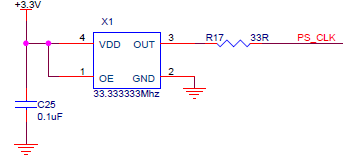 +3.3V
X1
4 VDD OUT 3 R17 33R PS_CLK
1 OE GND 2
33.333333Mhz
C25
0.1uF